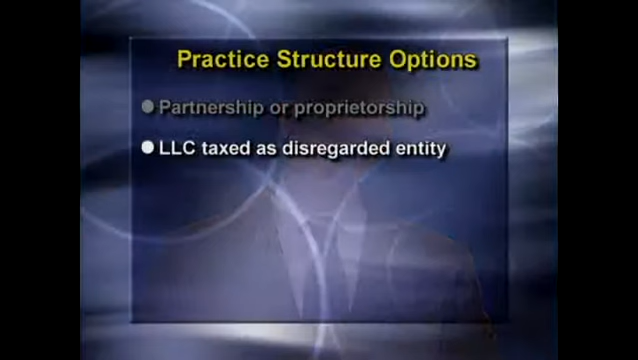 Practice Structure Options
Partnership or proprietorship
LLC taxed as disregarded entity